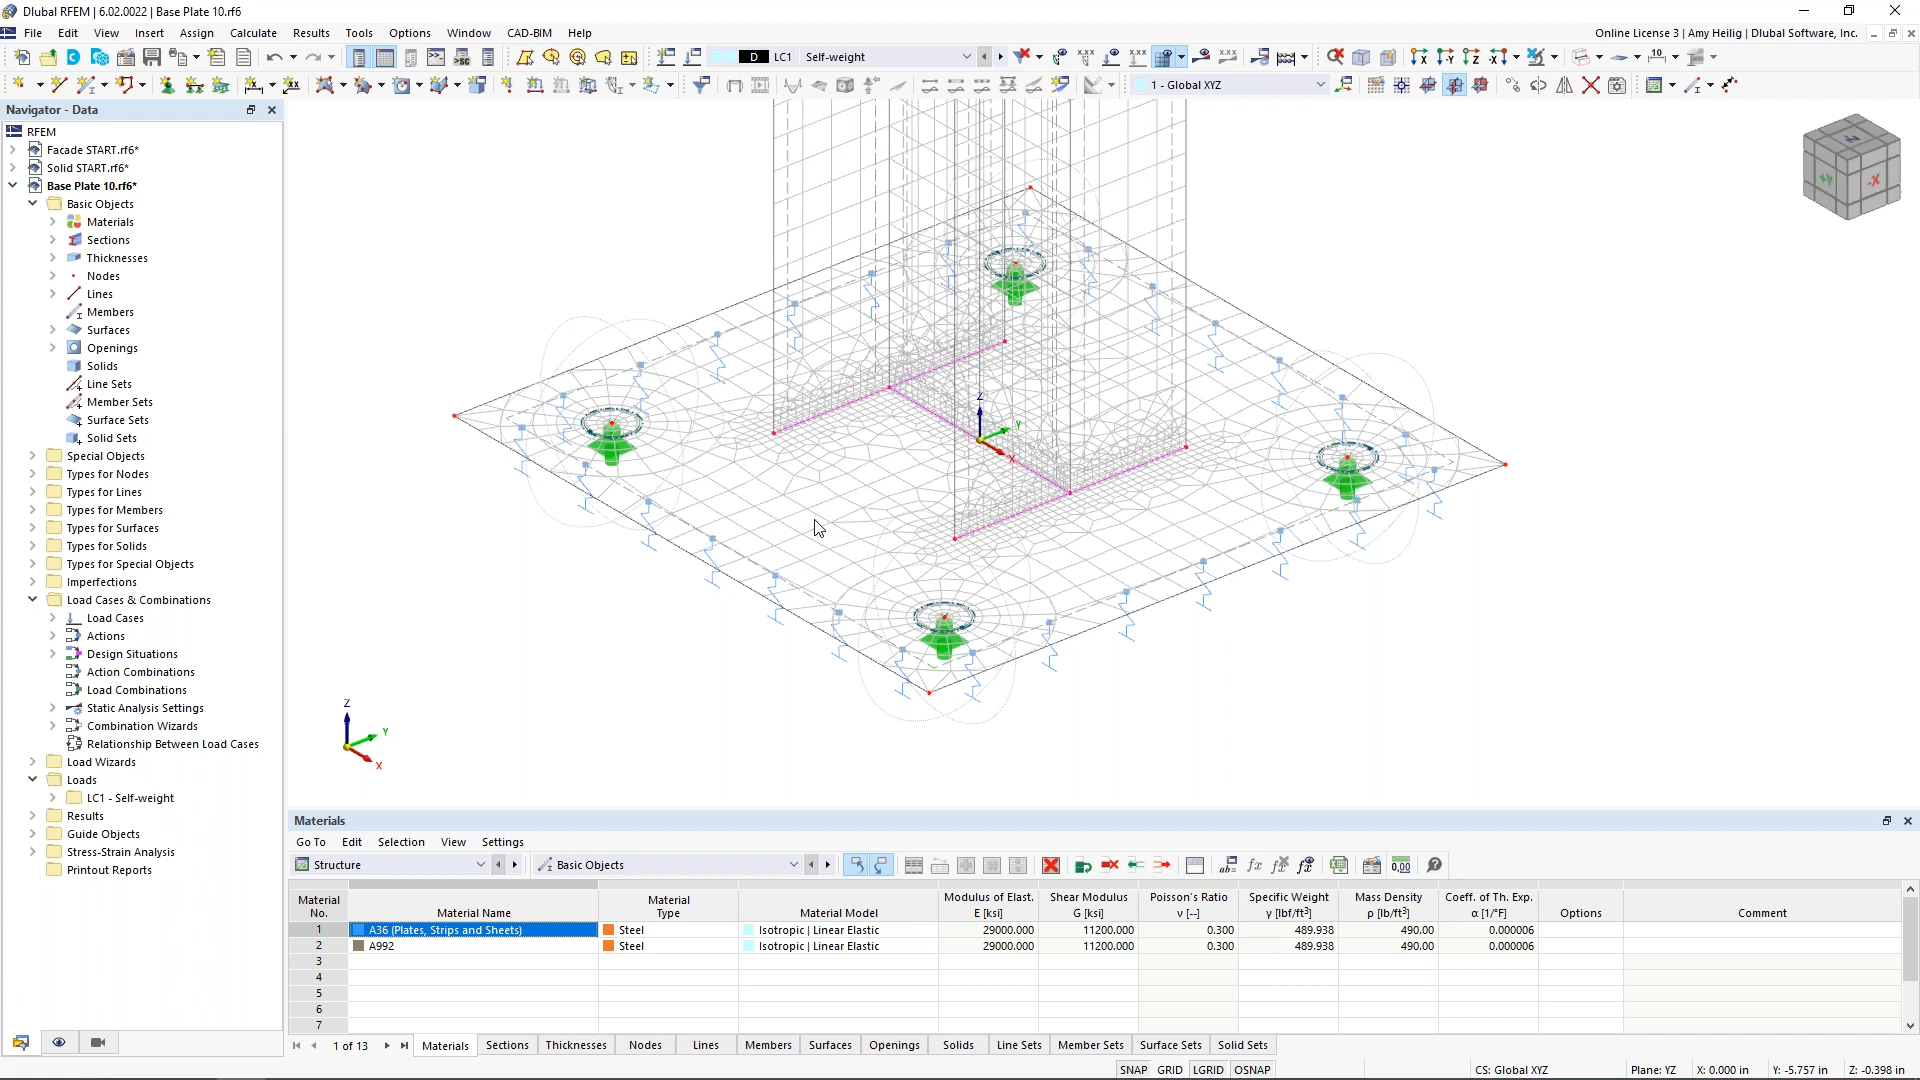 Dlubal RFEM | 6.02.0022 | Base Plate 10.rf6
File Edit View Insert Assign Calculate Results Tools Options Window CAD-BIM Help
Online License 3 | Amy Heilig | Dlubal Software, Inc.
D LC1 Self-weight
1 - Global XYZ
Navigator - Data
RFEM
Facade START.rf6*
Solid START.rf6*
Base Plate 10.rf6*
Basic Objects
Materials
Sections
Thicknesses
Nodes
Lines
Members
Surfaces
Openings
Solids
Line Sets
Member Sets
Surface Sets
Solid Sets
Special Objects
Types for Nodes
Types for Lines
Types for Members
Types for Surfaces
Types for Solids
Types for Special Objects
Imperfections
Load Cases & Combinations
Load Cases
Actions
Design Situations
Action Combinations
Load Combinations
Static Analysis Settings
Combination Wizards
Relationship Between Load Cases
Load Wizards
Loads
LC1 - Self-weight
Results
Guide Objects
Stress-Strain Analysis
Printout Reports
+Y -X
Z
Y
X
Z
Y
X
Materials
Go To Edit Selection View Settings
Structure
Basic Objects
Material No. Material Name Material Type Material Model Modulus of Elast. E [ksi] Shear Modulus G [ksi] Poisson's Ratio ν [--] Specific Weight γ [lbf/ft³] Mass Density ρ [lb/ft³] Coeff. of Th. Exp. α [1/°F] Options Comment
1 A36 (Plates, Strips and Sheets) Steel Isotropic | Linear Elastic 29000.000 11200.000 0.300 489.938 490.00 0.000006
2 A992 Steel Isotropic | Linear Elastic 29000.000 11200.000 0.300 489.938 490.00 0.000006
3
4
5
6
7
1 of 13 Materials Sections Thicknesses Nodes Lines Members Surfaces Openings Solids Line Sets Member Sets Surface Sets Solid Sets
SNAP GRID LGRID OSNAP CS: Global XYZ Plane: YZ X: 0.000 in Y: -5.757 in Z: -0.398 in